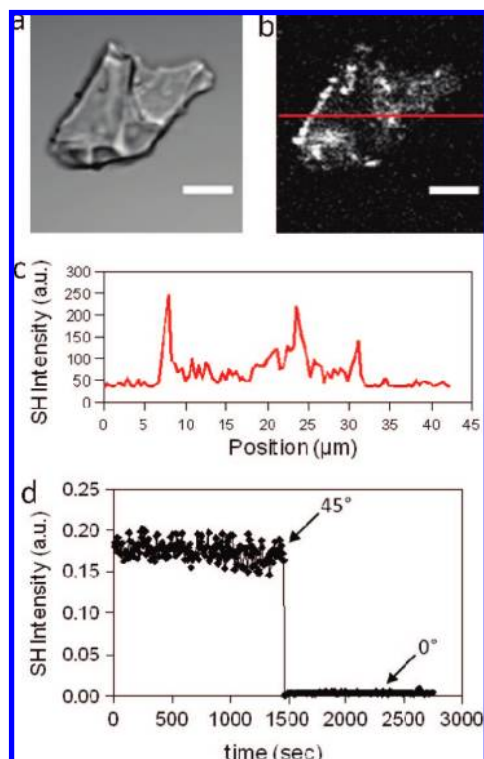 a
b
c
SH Intensity (a.u.)
300
250
200
150
100
50
0
0 5 10 15 20 25 30 35 40 45
Position (µm)
d
SH Intensity (a.u.)
0.25
0.20
0.15
0.10
0.05
0.00
45°
0°
0 500 1000 1500 2000 2500 3000
time (sec)